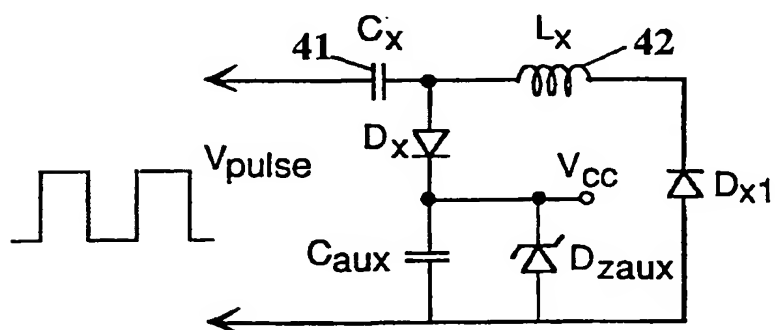 41 Cx Lx 42
Dx
Vpulse
Vcc
Dx1
Caux
Dzaux